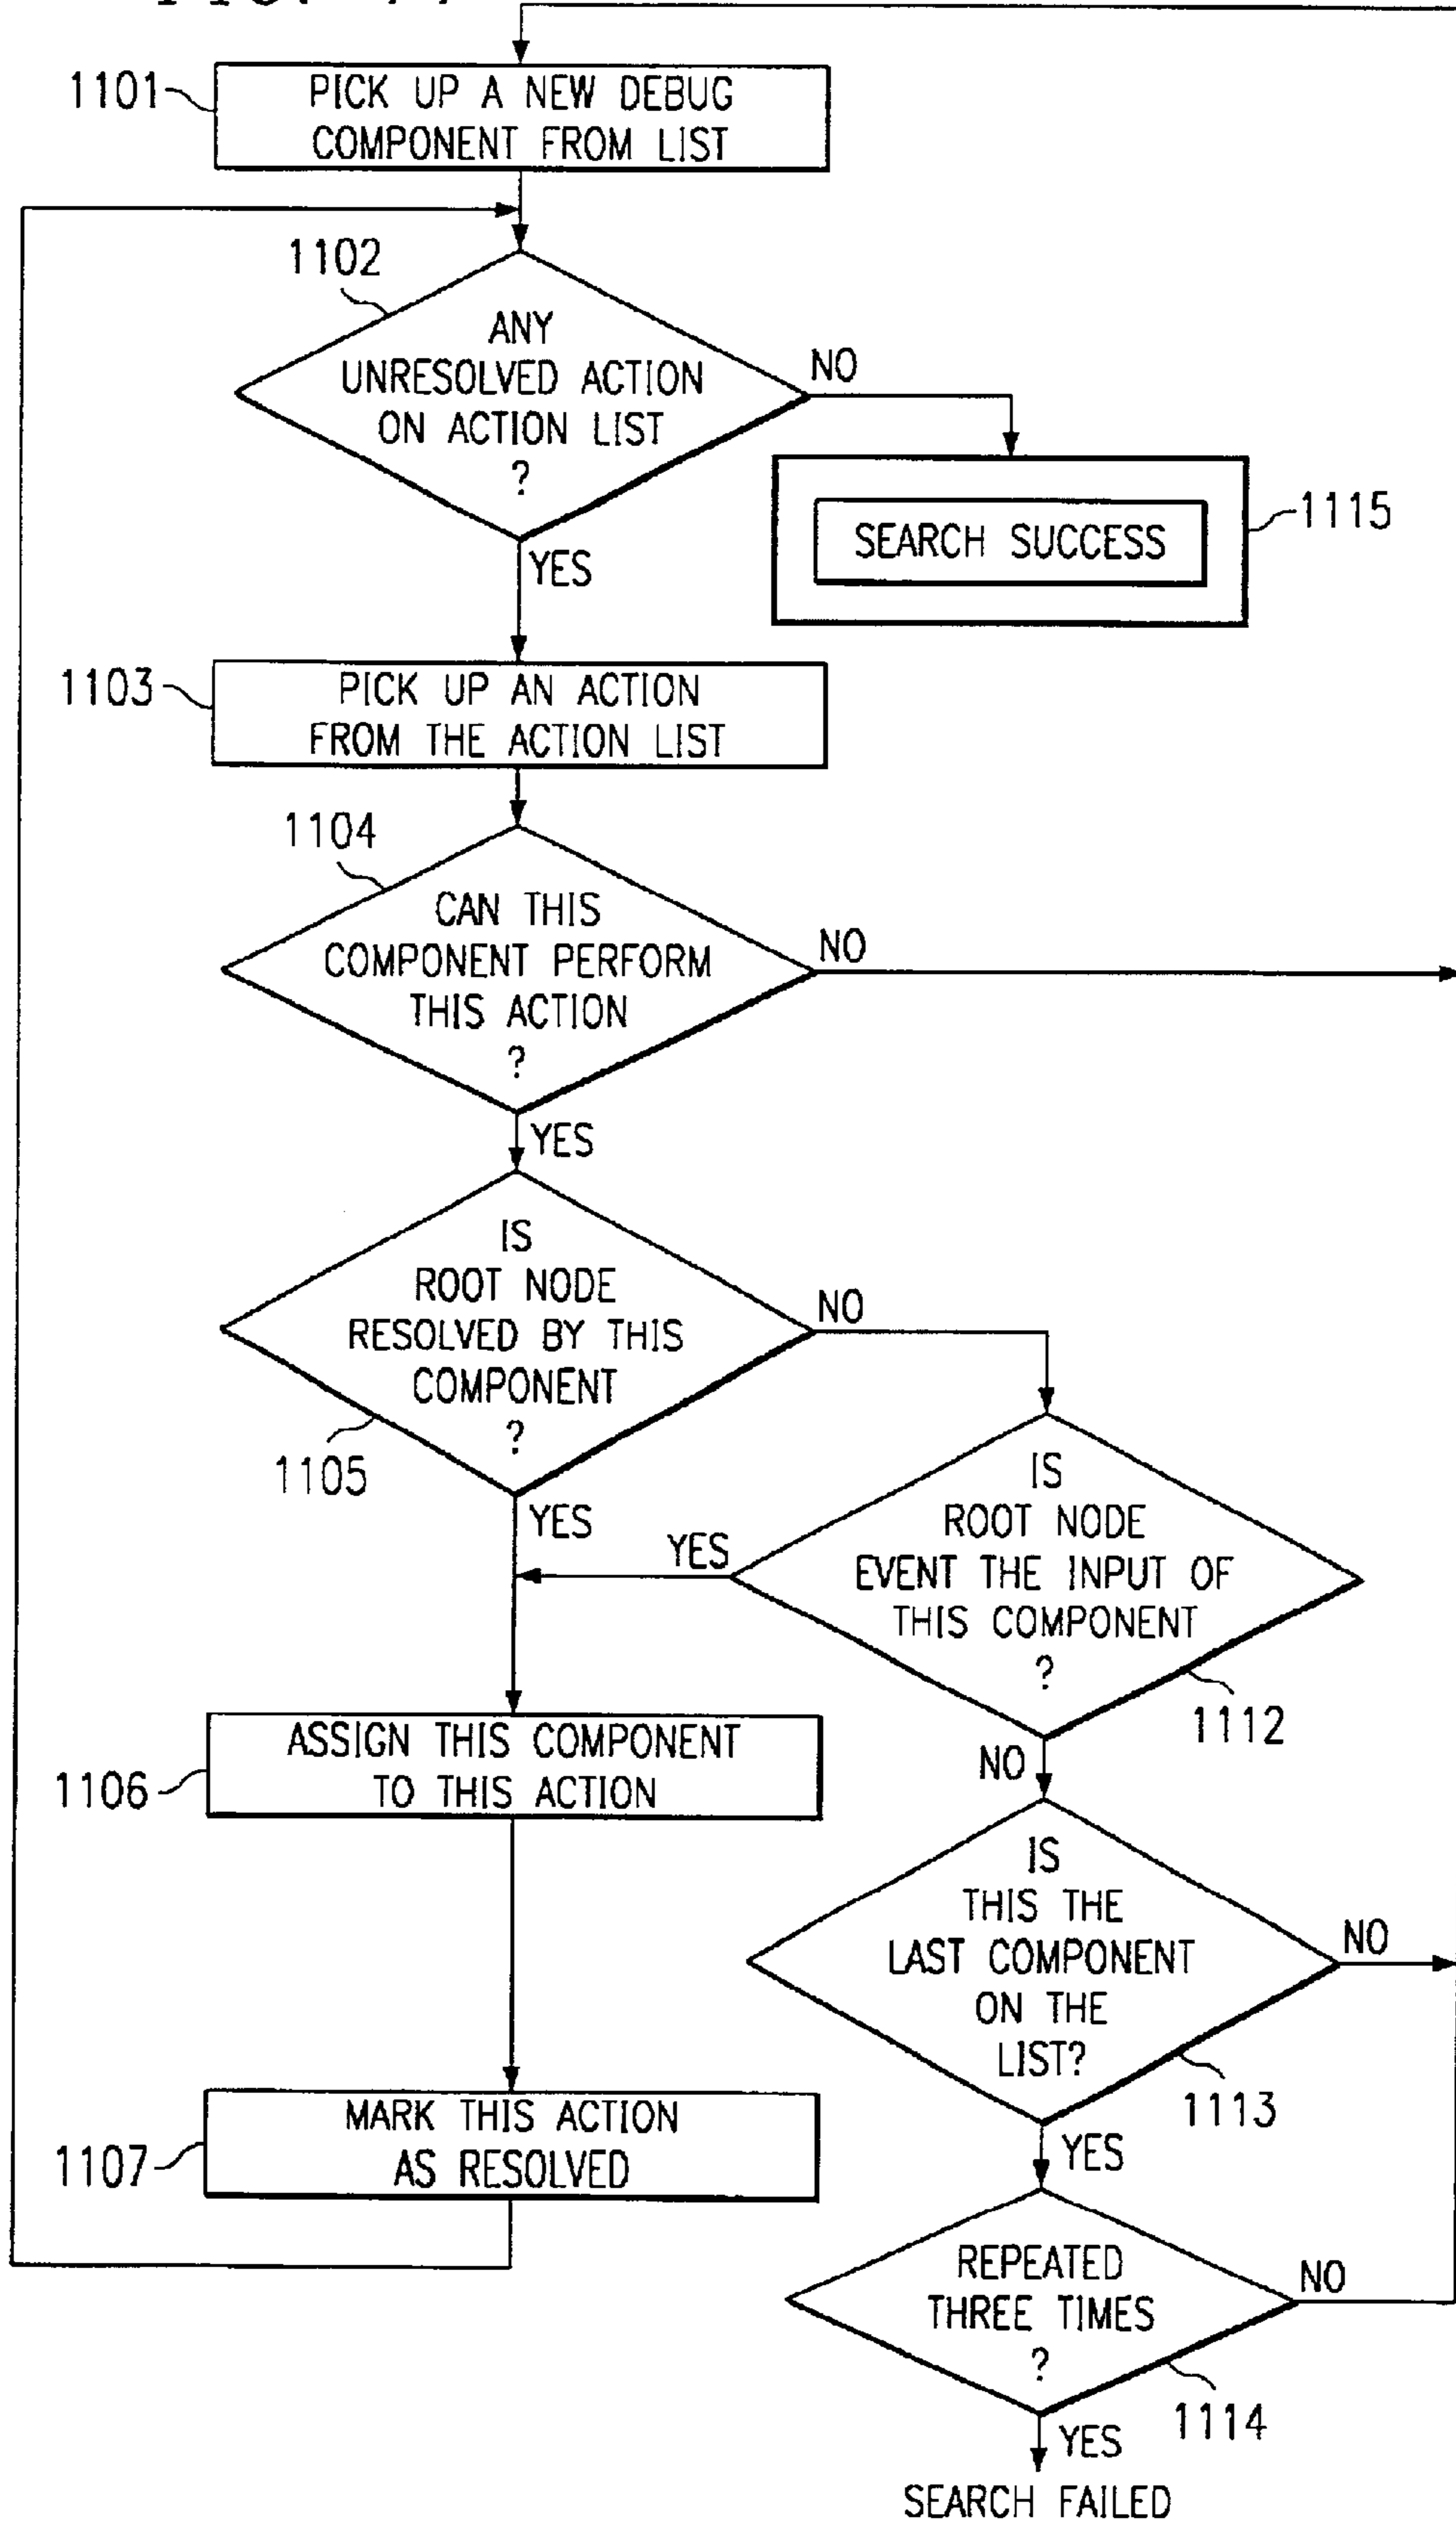 1101
PICK UP A NEW DEBUG
COMPONENT FROM LIST
1102
ANY
UNRESOLVED ACTION
ON ACTION LIST
?
NO
YES
SEARCH SUCCESS
1115
1103
PICK UP AN ACTION
FROM THE ACTION LIST
1104
CAN THIS
COMPONENT PERFORM
THIS ACTION
?
NO
YES
IS
ROOT NODE
RESOLVED BY THIS
COMPONENT
?
1105
NO
YES
IS
ROOT NODE
EVENT THE INPUT OF
THIS COMPONENT
?
1112
YES
NO
1106
ASSIGN THIS COMPONENT
TO THIS ACTION
IS
THIS THE
LAST COMPONENT
ON THE
LIST?
1113
NO
YES
1107
MARK THIS ACTION
AS RESOLVED
REPEATED
THREE TIMES
?
1114
NO
YES
SEARCH FAILED